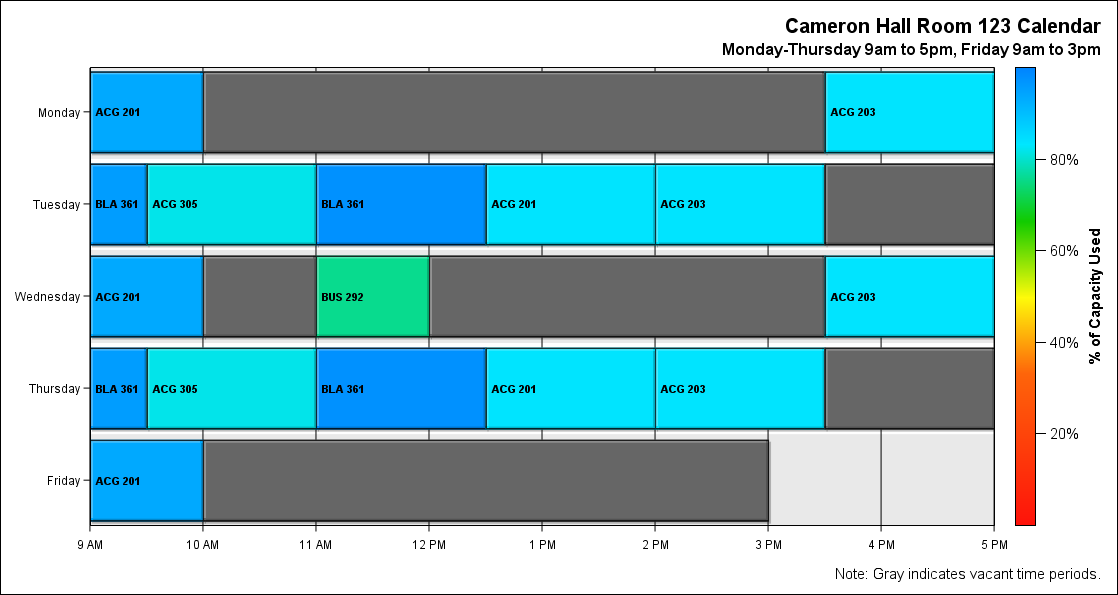 Cameron Hall Room 123 Calendar
Monday-Thursday 9am to 5pm, Friday 9am to 3pm
Monday
ACG 201
ACG 203
Tuesday
BLA 361
ACG 305
BLA 361
ACG 201
ACG 203
Wednesday
ACG 201
BUS 292
ACG 203
Thursday
BLA 361
ACG 305
BLA 361
ACG 201
ACG 203
Friday
ACG 201
9 AM
10 AM
11 AM
12 PM
1 PM
2 PM
3 PM
4 PM
5 PM
80%
60%
40%
20%
% of Capacity Used
Note: Gray indicates vacant time periods.